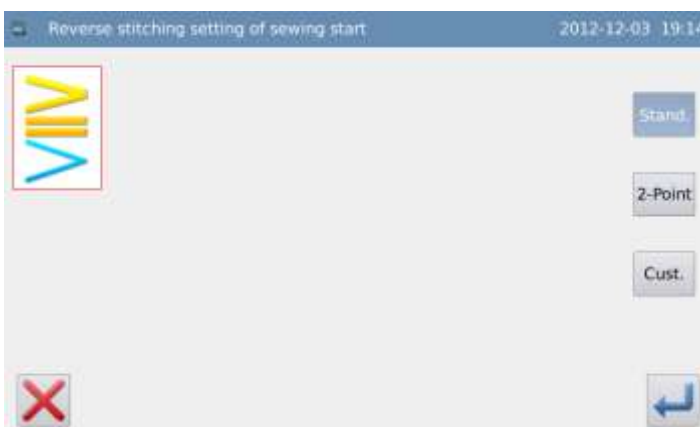 Reverse stitching setting of sewing start
2012-12-03 19:14
Stand.
2-Point
Cust.